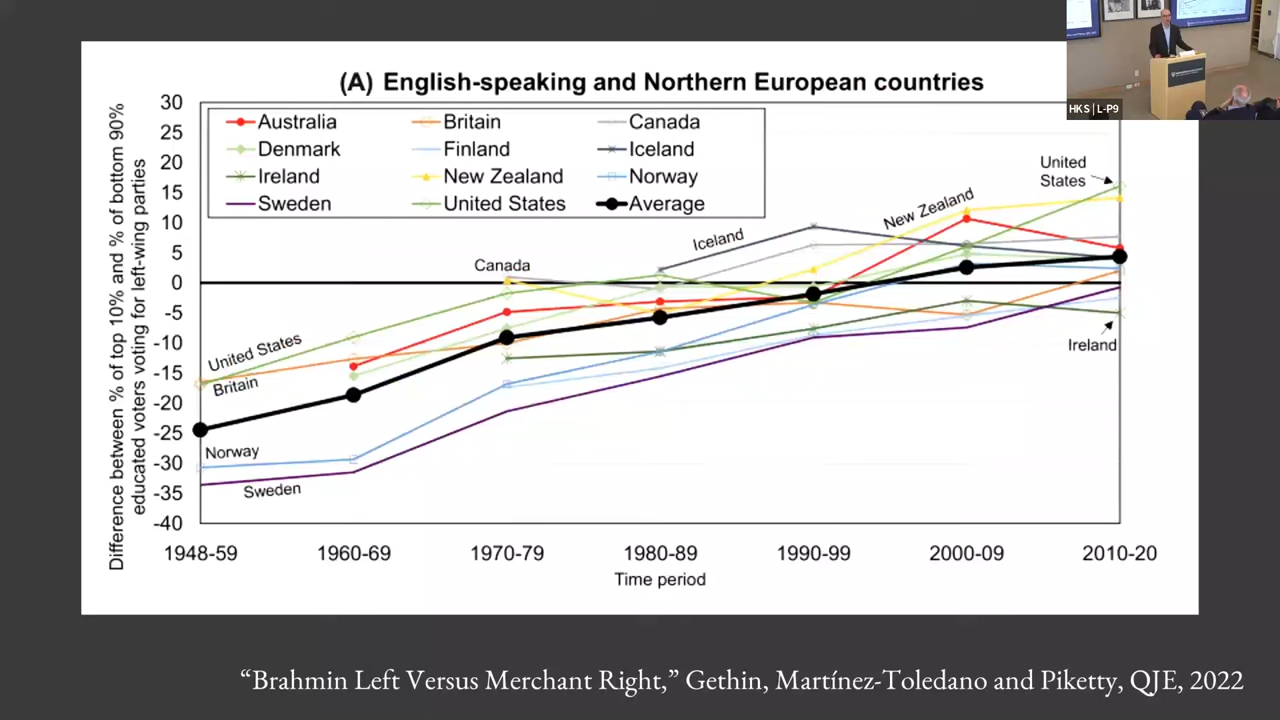 (A) English-speaking and Northern European countries
Difference between % of top 10% and % of bottom 90%
educated voters voting for left-wing parties
30
25
20
15
10
5
0
-5
-10
-15
-20
-25
-30
-35
-40
Australia
Britain
Canada
Denmark
Finland
Iceland
Ireland
New Zealand
Norway
Sweden
United States
Average
United
States
New Zealand
Iceland
Canada
United States
Britain
Ireland
Norway
Sweden
1948-59
1960-69
1970-79
1980-89
1990-99
2000-09
2010-20
Time period
HKS | L-P9
“Brahmin Left Versus Merchant Right,” Gethin, Martínez-Toledano and Piketty, QJE, 2022